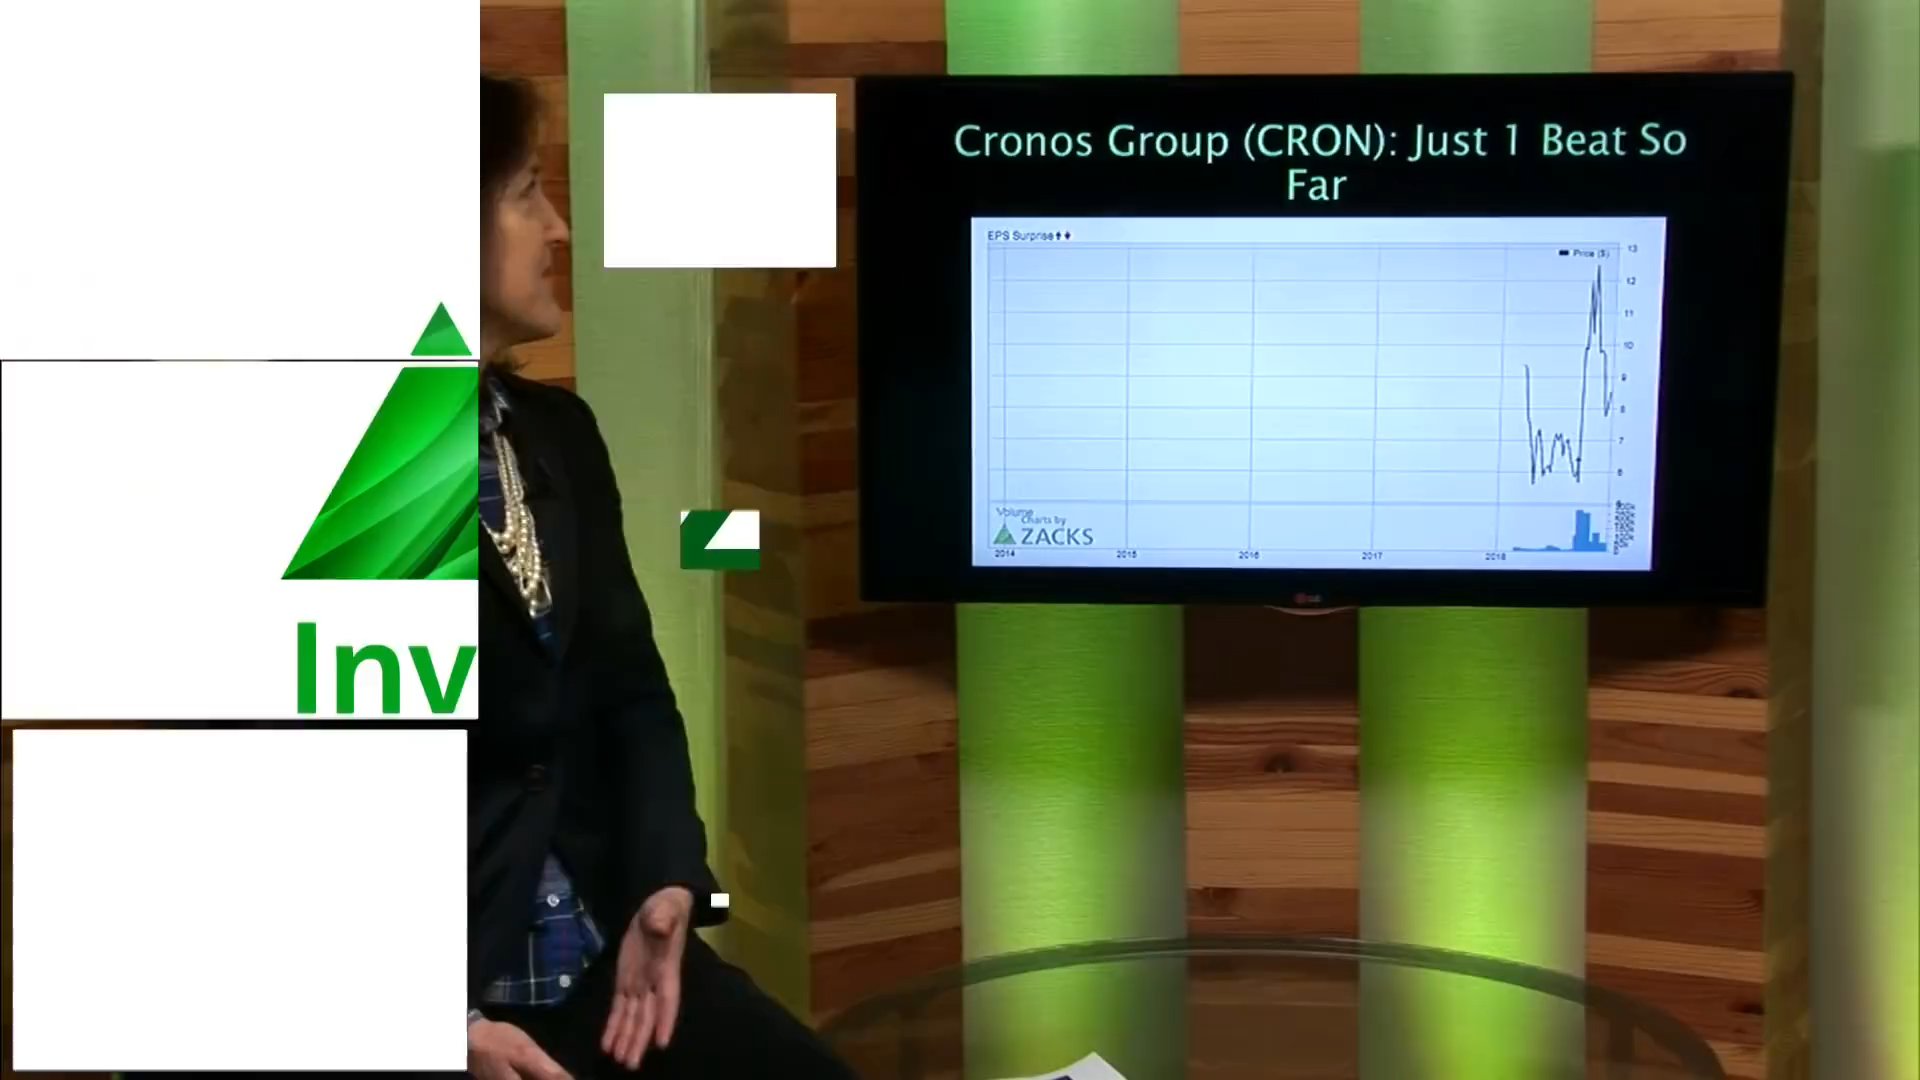 Cronos Group (CRON): Just 1 Beat So
Far
EPS Surprise
Price ($)
13
12
11
10
9
8
7
6
Volume
Charts by
ZACKS
2014 2015 2016 2017 2018
Inv